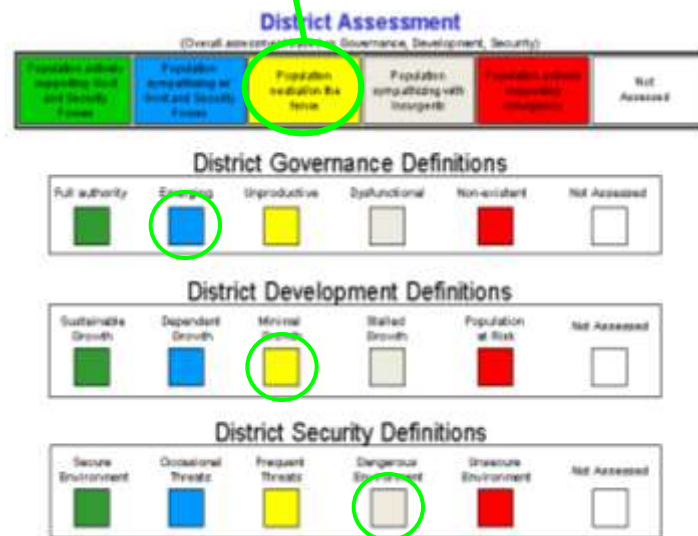 District Assessment
(Overall assessment based on Governance, Development, Security)
Population actively supporting Govt and Security Forces
Population sympathizing w/ Govt and Security Forces
Population neutral/on the fence
Population sympathizing with Insurgents
Population actively supporting Insurgency
Not Assessed
District Governance Definitions
Full authority Emerging Unproductive Dysfunctional Non-existent Not Assessed
District Development Definitions
Sustainable Growth
Dependent Growth
Minimal Growth
Stalled Growth
Population at Risk
Not Assessed
District Security Definitions
Secure Environment
Occasional Threats
Frequent Threats
Dangerous Environment
Unsecure Environment
Not Assessed